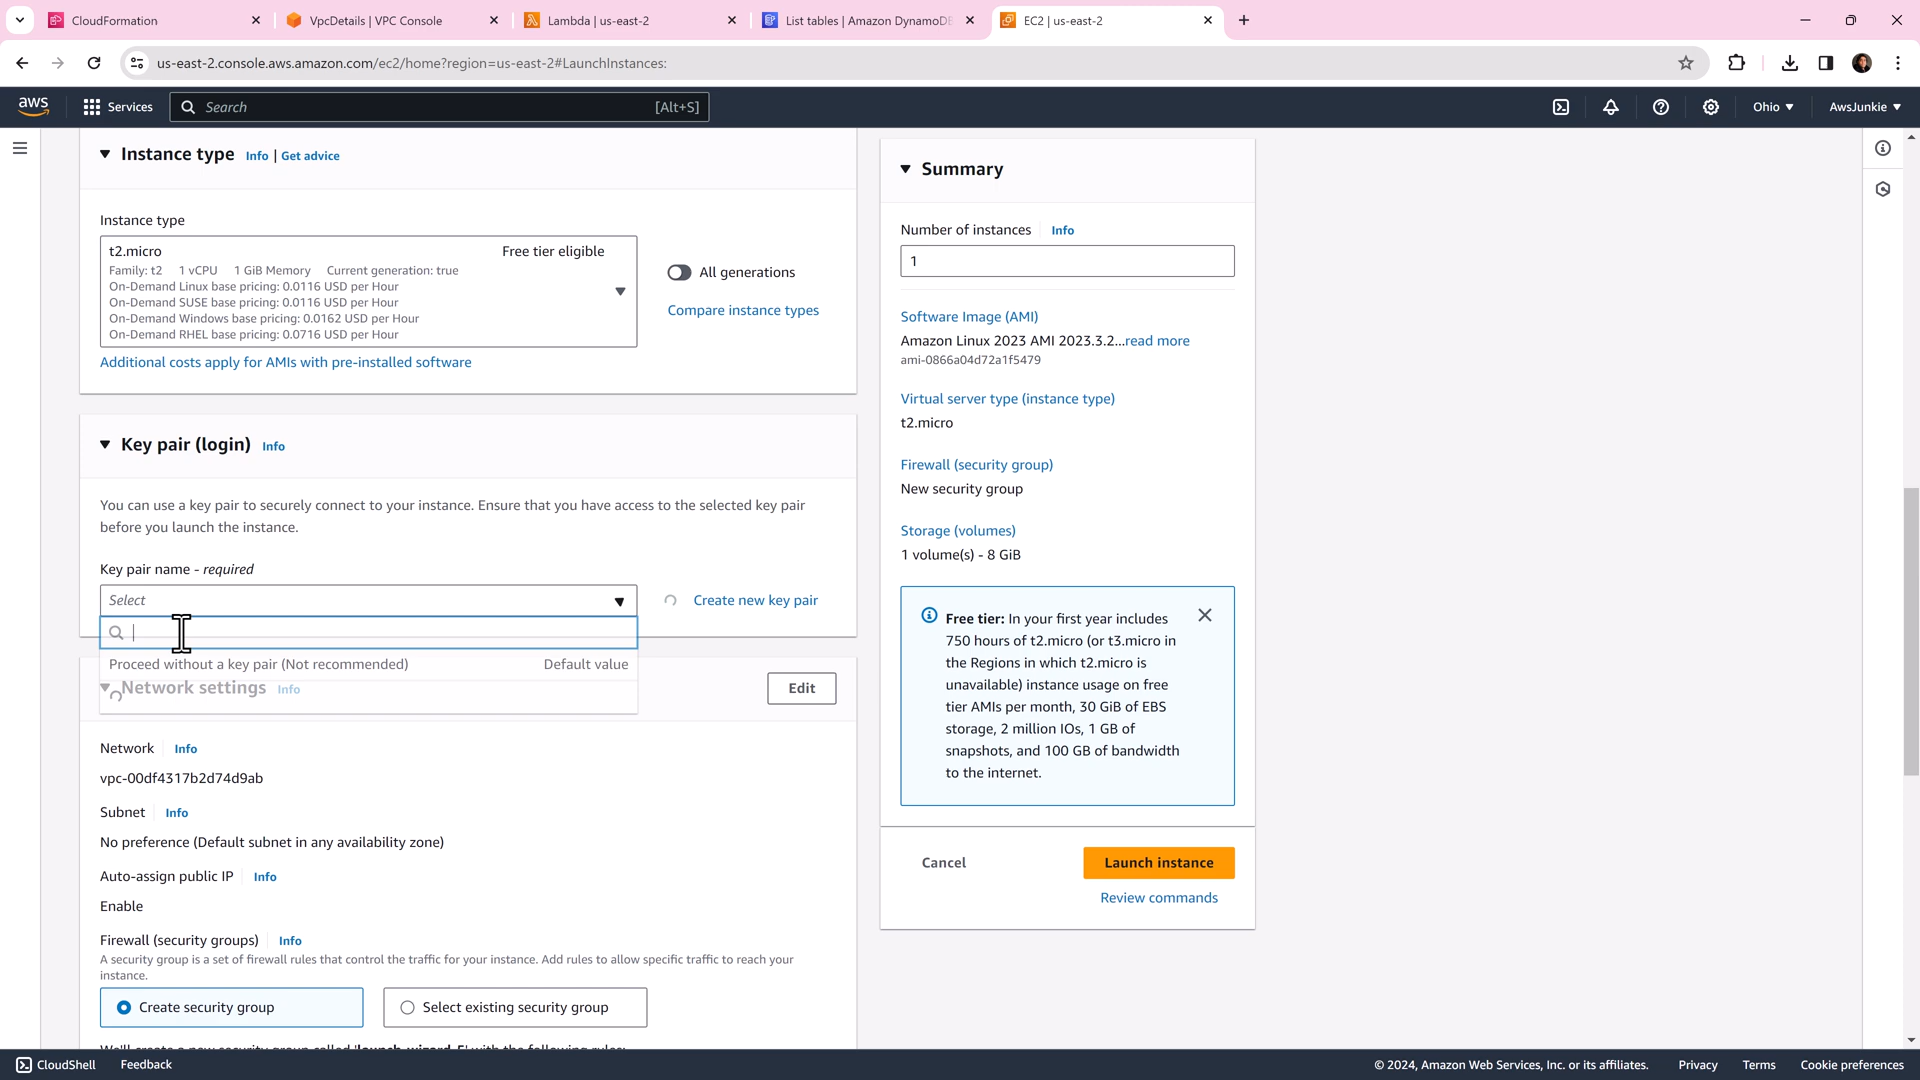 CloudFormation
VpcDetails | VPC Console
Lambda | us-east-2
List tables | Amazon DynamoDB
EC2 | us-east-2
us-east-2.console.aws.amazon.com/ec2/home?region=us-east-2#LaunchInstances:
aws
Services
Search
[Alt+S]
Ohio
AwsJunkie
Instance type Info | Get advice
Instance type
t2.micro Free tier eligible
Family: t2 1 vCPU 1 GiB Memory Current generation: true
On-Demand Linux base pricing: 0.0116 USD per Hour
On-Demand SUSE base pricing: 0.0116 USD per Hour
On-Demand Windows base pricing: 0.0162 USD per Hour
On-Demand RHEL base pricing: 0.0716 USD per Hour
All generations
Compare instance types
Additional costs apply for AMIs with pre-installed software
Key pair (login) Info
You can use a key pair to securely connect to your instance. Ensure that you have access to the selected key pair
before you launch the instance.
Key pair name - required
Select
Create new key pair
Proceed without a key pair (Not recommended) Default value
Network settings Info
Edit
Network Info
vpc-00df4317b2d74d9ab
Subnet Info
No preference (Default subnet in any availability zone)
Auto-assign public IP Info
Enable
Firewall (security groups) Info
A security group is a set of firewall rules that control the traffic for your instance. Add rules to allow specific traffic to reach your
instance.
Create security group
Select existing security group
We'll create a new security group called 'launch-wizard-5' with the following rules:
Summary
Number of instances Info
1
Software Image (AMI)
Amazon Linux 2023 AMI 2023.3.2...read more
ami-0866a04d72a1f5479
Virtual server type (instance type)
t2.micro
Firewall (security group)
New security group
Storage (volumes)
1 volume(s) - 8 GiB
Free tier: In your first year includes
750 hours of t2.micro (or t3.micro in
the Regions in which t2.micro is
unavailable) instance usage on free
tier AMIs per month, 30 GiB of EBS
storage, 2 million IOs, 1 GB of
snapshots, and 100 GB of bandwidth
to the internet.
Cancel
Launch instance
Review commands
CloudShell
Feedback
© 2024, Amazon Web Services, Inc. or its affiliates.
Privacy
Terms
Cookie preferences